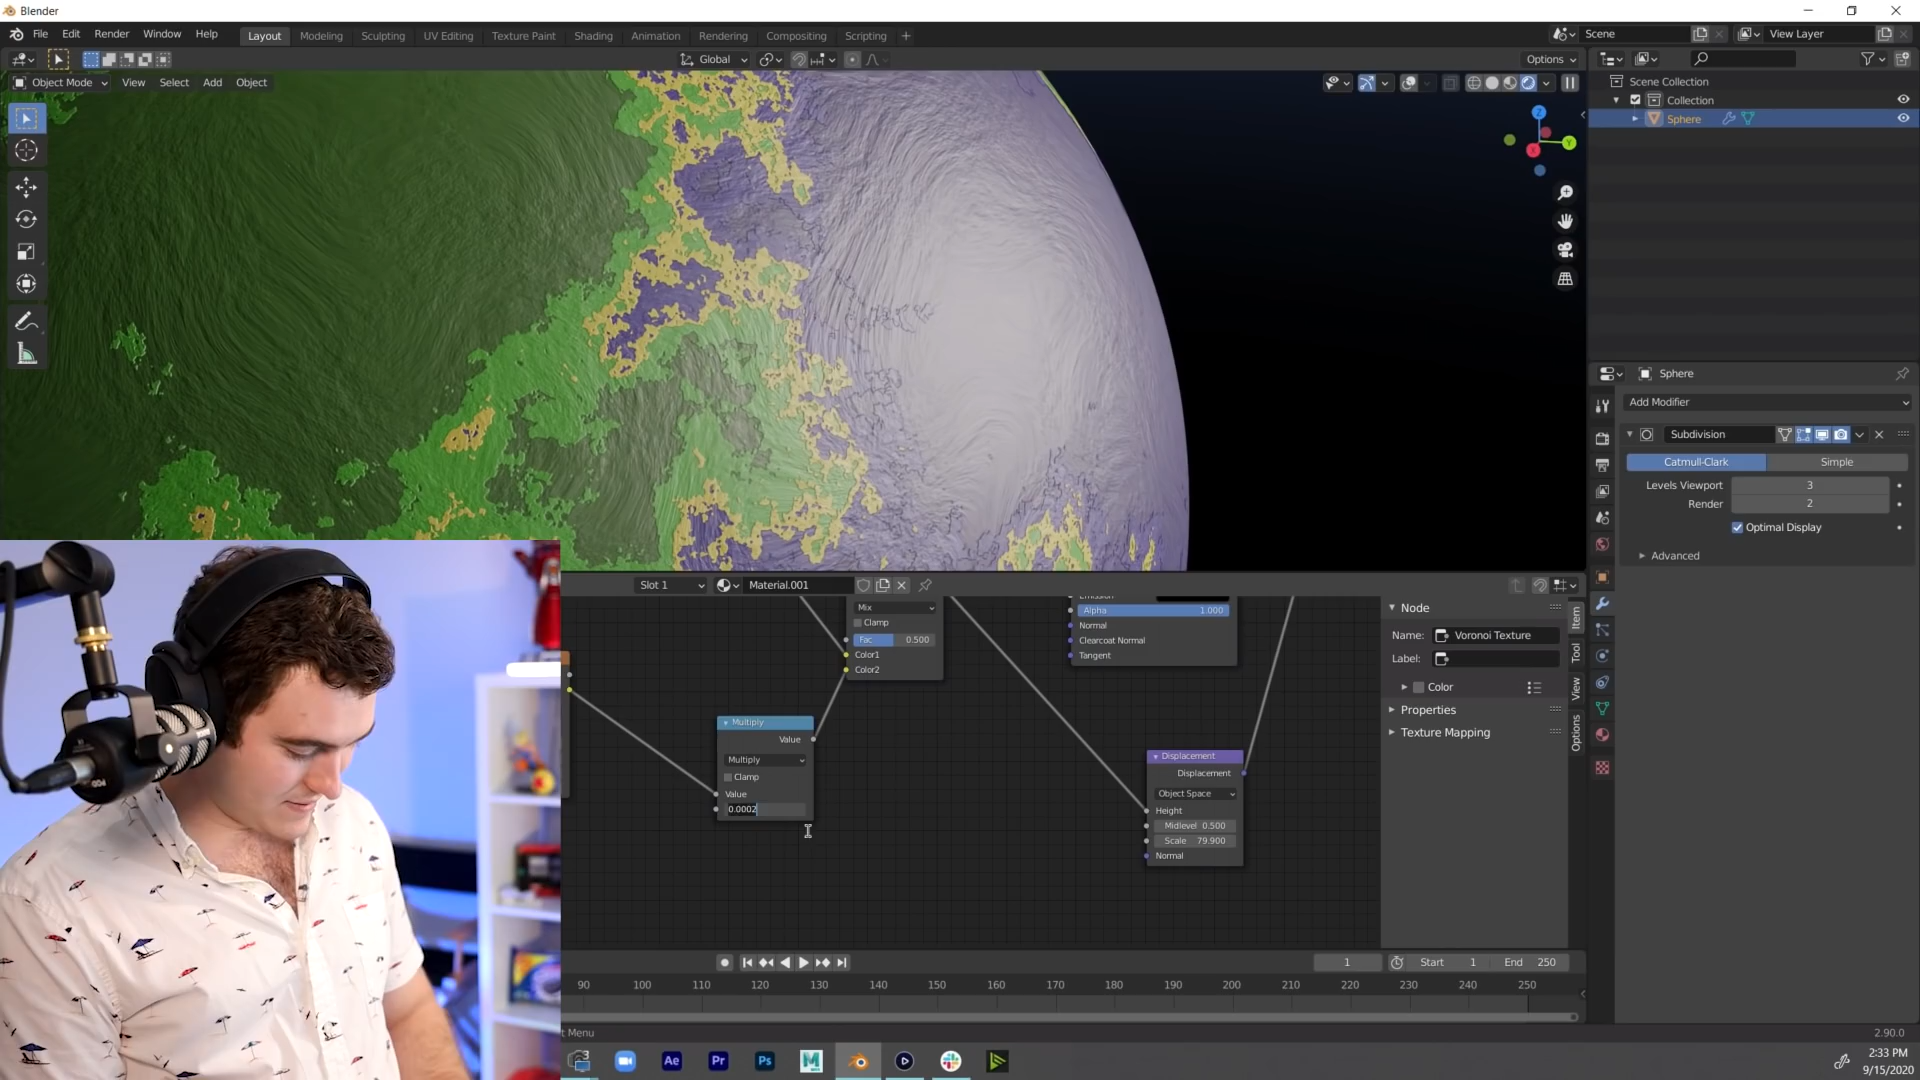 Blender
File Edit Render Window Help Layout Modeling Sculpting UV Editing Texture Paint Shading Animation Rendering Compositing Scripting +
Scene
View Layer
Global
Options
Object Mode View Select Add Object
Scene Collection
Collection
Sphere
Z
Y
X
Sphere
Add Modifier
Subdivision
Catmull-Clark Simple
Levels Viewport 3
Render 2
Optimal Display
Advanced
Slot 1
Material.001
Mix
Clamp
Fac 0.500
Color1
Color2
Alpha 1.000
Normal
Clearcoat Normal
Tangent
Node
Name: Voronoi Texture
Label:
Color
Properties
Texture Mapping
Item
Tool
View
Options
Multiply
Value
Multiply
Clamp
Value
0.0002
Displacement
Displacement
Object Space
Height
Midlevel 0.500
Scale 79.900
Normal
1
Start 1
End 250
90 100 110 120 130 140 150 160 170 180 190 200 210 220 230 240 250
t Menu
2.90.0
Ae
Pr
Ps
M
2:33 PM
9/15/2020